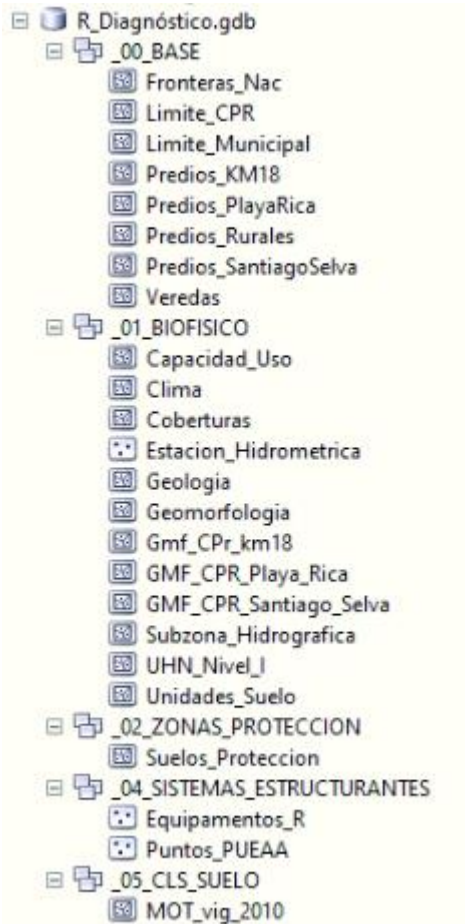 R_Diagnóstico.gdb
_00_BASE
Fronteras_Nac
Limite_CPR
Limite_Municipal
Predios_KM18
Predios_PlayaRica
Predios_Rurales
Predios_SantiagoSelva
Veredas
_01_BIOFISICO
Capacidad_Uso
Clima
Coberturas
Estacion_Hidrometrica
Geologia
Geomorfologia
Gmf_CPr_km18
GMF_CPR_Playa_Rica
GMF_CPR_Santiago_Selva
Subzona_Hidrografica
UHN_Nivel_I
Unidades_Suelo
_02_ZONAS_PROTECCION
Suelos_Proteccion
_04_SISTEMAS_ESTRUCTURANTES
Equipamentos_R
Puntos_PUEAA
_05_CLS_SUELO
MOT_vig_2010